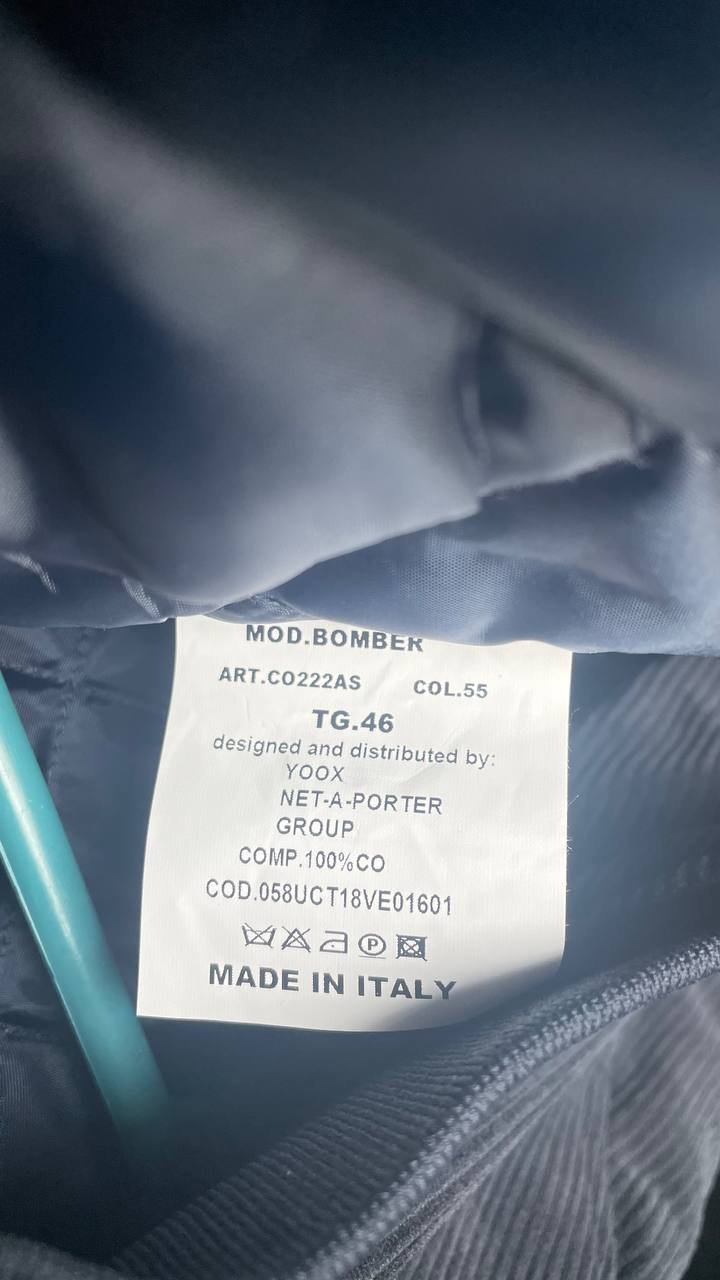 MOD.BOMBER
ART.CO222AS COL.55
TG.46
designed and distributed by:
YOOX
NET-A-PORTER
GROUP
COMP.100%CO
COD.058UCT18VE01601
P
MADE IN ITALY